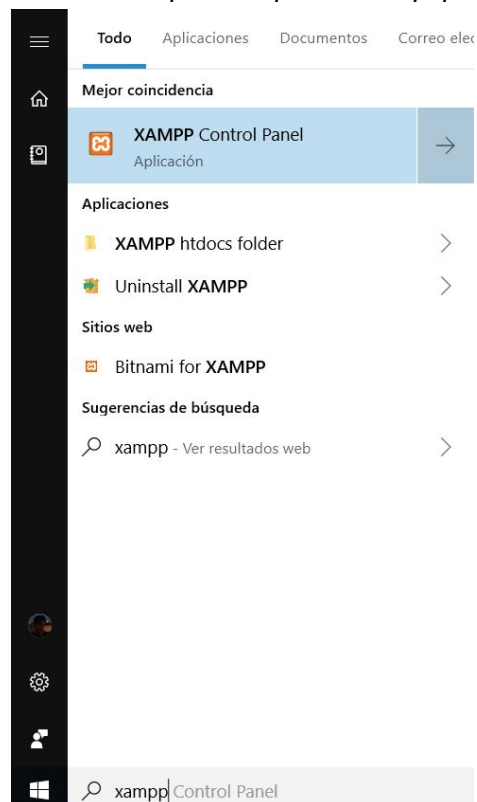 Todo Aplicaciones Documentos Correo elec
Mejor coincidencia
XAMPP Control Panel
Aplicación
Aplicaciones
XAMPP htdocs folder
Uninstall XAMPP
Sitios web
Bitnami for XAMPP
Sugerencias de búsqueda
xampp - Ver resultados web
xampp Control Panel